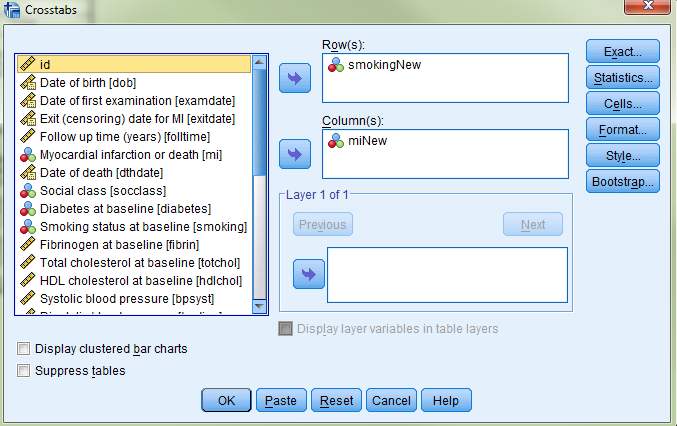 Crosstabs
id
Date of birth [dob]
Date of first examination [examdate]
Exit (censoring) date for MI [exitdate]
Follow up time (years) [folltime]
Myocardial infarction or death [mi]
Date of death [dthdate]
Social class [socclass]
Diabetes at baseline [diabetes]
Smoking status at baseline [smoking]
Fibrinogen at baseline [fibrin]
Total cholesterol at baseline [totchol]
HDL cholesterol at baseline [hdlchol]
Systolic blood pressure [bpsyst]
Row(s):
smokingNew
Column(s):
miNew
Layer 1 of 1
Previous
Next
Display layer variables in table layers
Exact...
Statistics...
Cells...
Format...
Style...
Bootstrap...
Display clustered bar charts
Suppress tables
OK
Paste
Reset
Cancel
Help